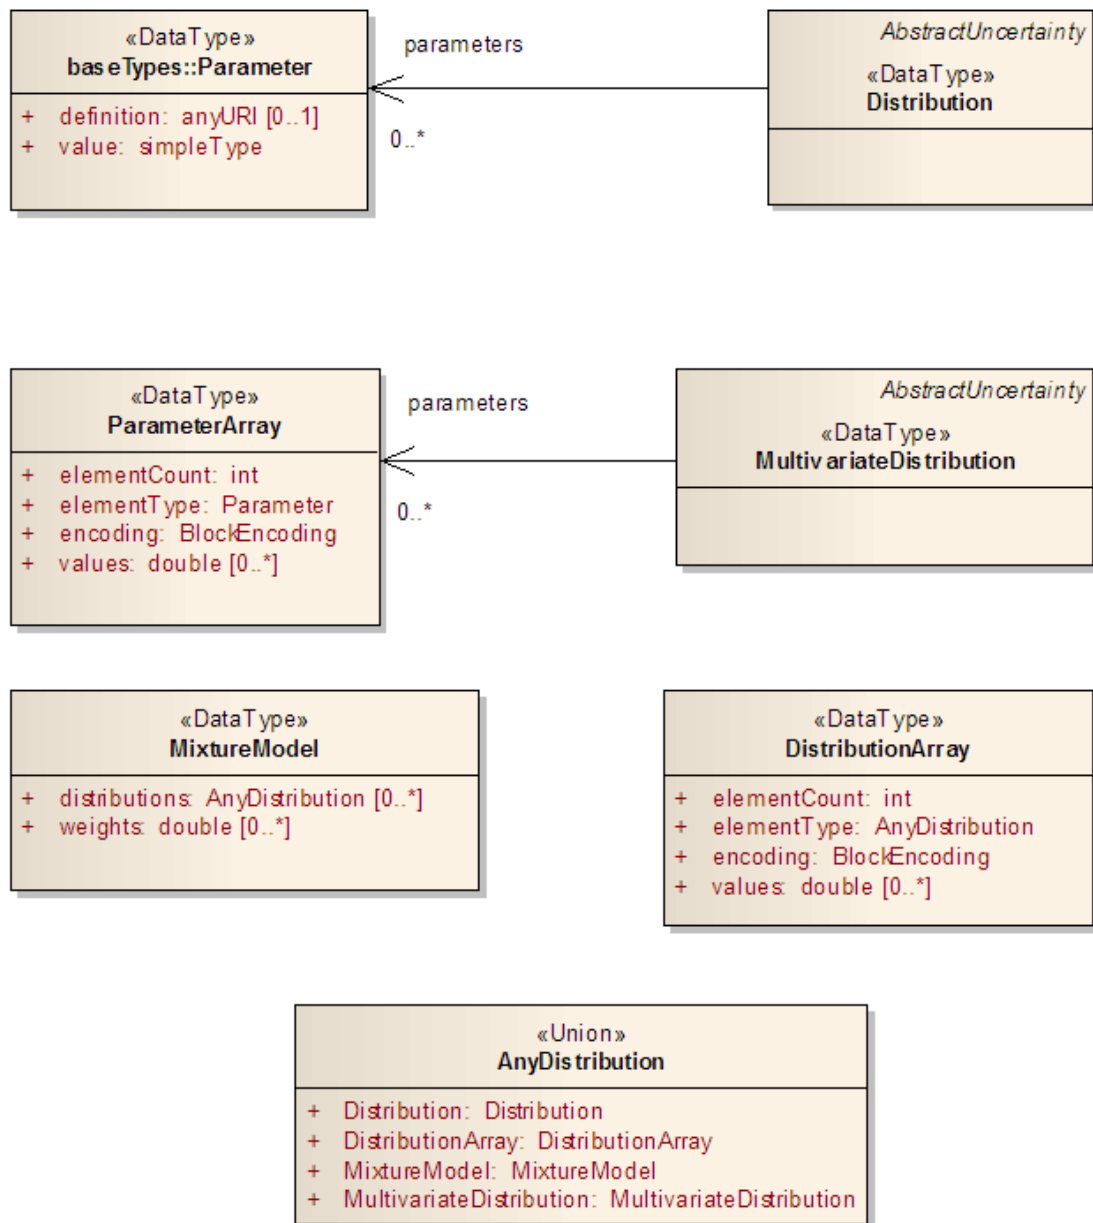 «DataType»
baseTypes::Parameter
+ definition: anyURI [0..1]
+ value: simpleType
parameters
0..*
AbstractUncertainty
«DataType»
Distribution
«DataType»
ParameterArray
+ elementCount: int
+ elementType: Parameter
+ encoding: BlockEncoding
+ values: double [0..*]
parameters
0..*
AbstractUncertainty
«DataType»
MultivariateDistribution
«DataType»
MixtureModel
+ distributions: AnyDistribution [0..*]
+ weights: double [0..*]
«DataType»
DistributionArray
+ elementCount: int
+ elementType: AnyDistribution
+ encoding: BlockEncoding
+ values: double [0..*]
«Union»
AnyDistribution
+ Distribution: Distribution
+ DistributionArray: DistributionArray
+ MixtureModel: MixtureModel
+ MultivariateDistribution: MultivariateDistribution